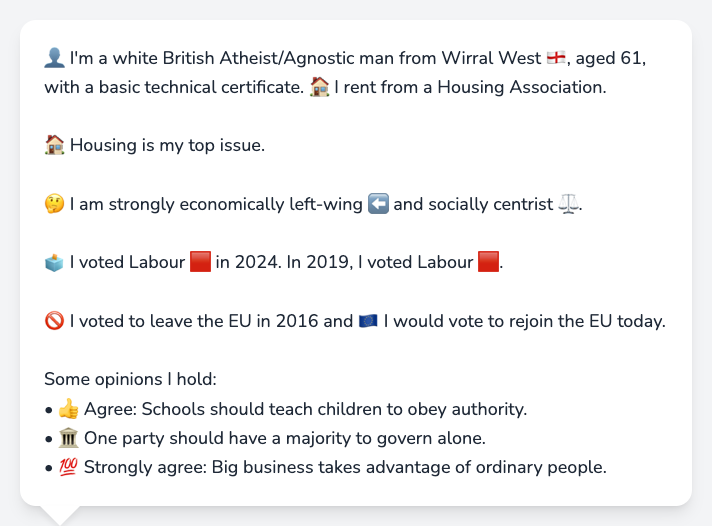 👤 I'm a white British Atheist/Agnostic man from Wirral West 🏴󠁧󠁢󠁥󠁮󠁧󠁿, aged 61,
with a basic technical certificate. 🏠 I rent from a Housing Association.
🏠 Housing is my top issue.
🤔 I am strongly economically left-wing ⬅️ and socially centrist ⚖️.
🗳️ I voted Labour 🟥 in 2024. In 2019, I voted Labour 🟥.
🚫 I voted to leave the EU in 2016 and 🇪🇺 I would vote to rejoin the EU today.
Some opinions I hold:
• 👍 Agree: Schools should teach children to obey authority.
• 🏛️ One party should have a majority to govern alone.
• 💯 Strongly agree: Big business takes advantage of ordinary people.